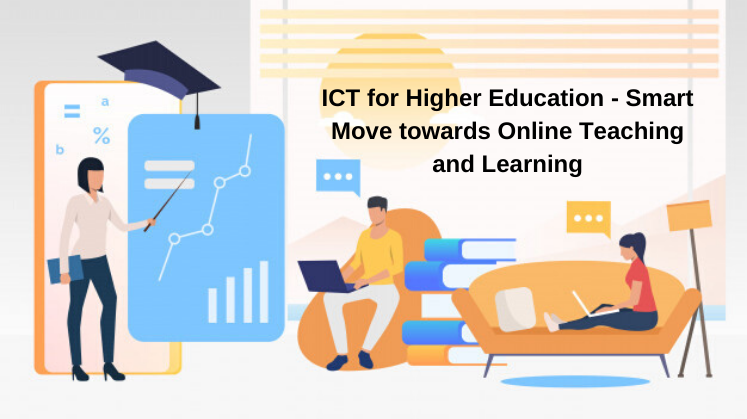 ICT for Higher Education - Smart
Move towards Online Teaching
and Learning
a
%
b